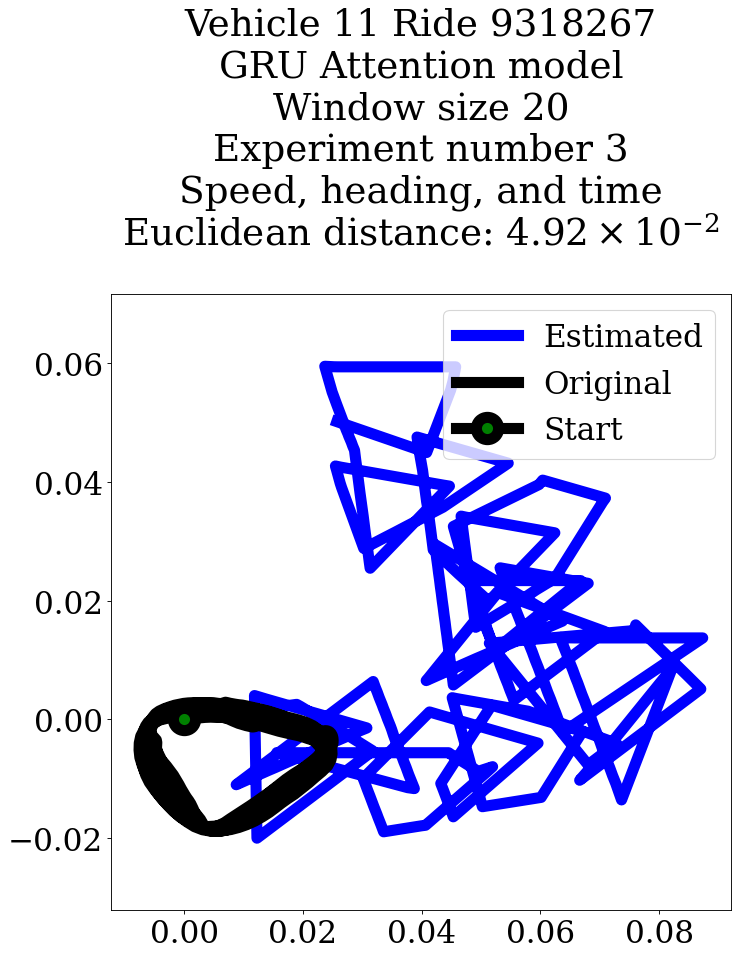 Vehicle 11 Ride 9318267
GRU Attention model
Window size 20
Experiment number 3
Speed, heading, and time
Euclidean distance: 4.92 × 10⁻²
Estimated
Original
Start
0.06
0.04
0.02
0.00
−0.02
0.00 0.02 0.04 0.06 0.08